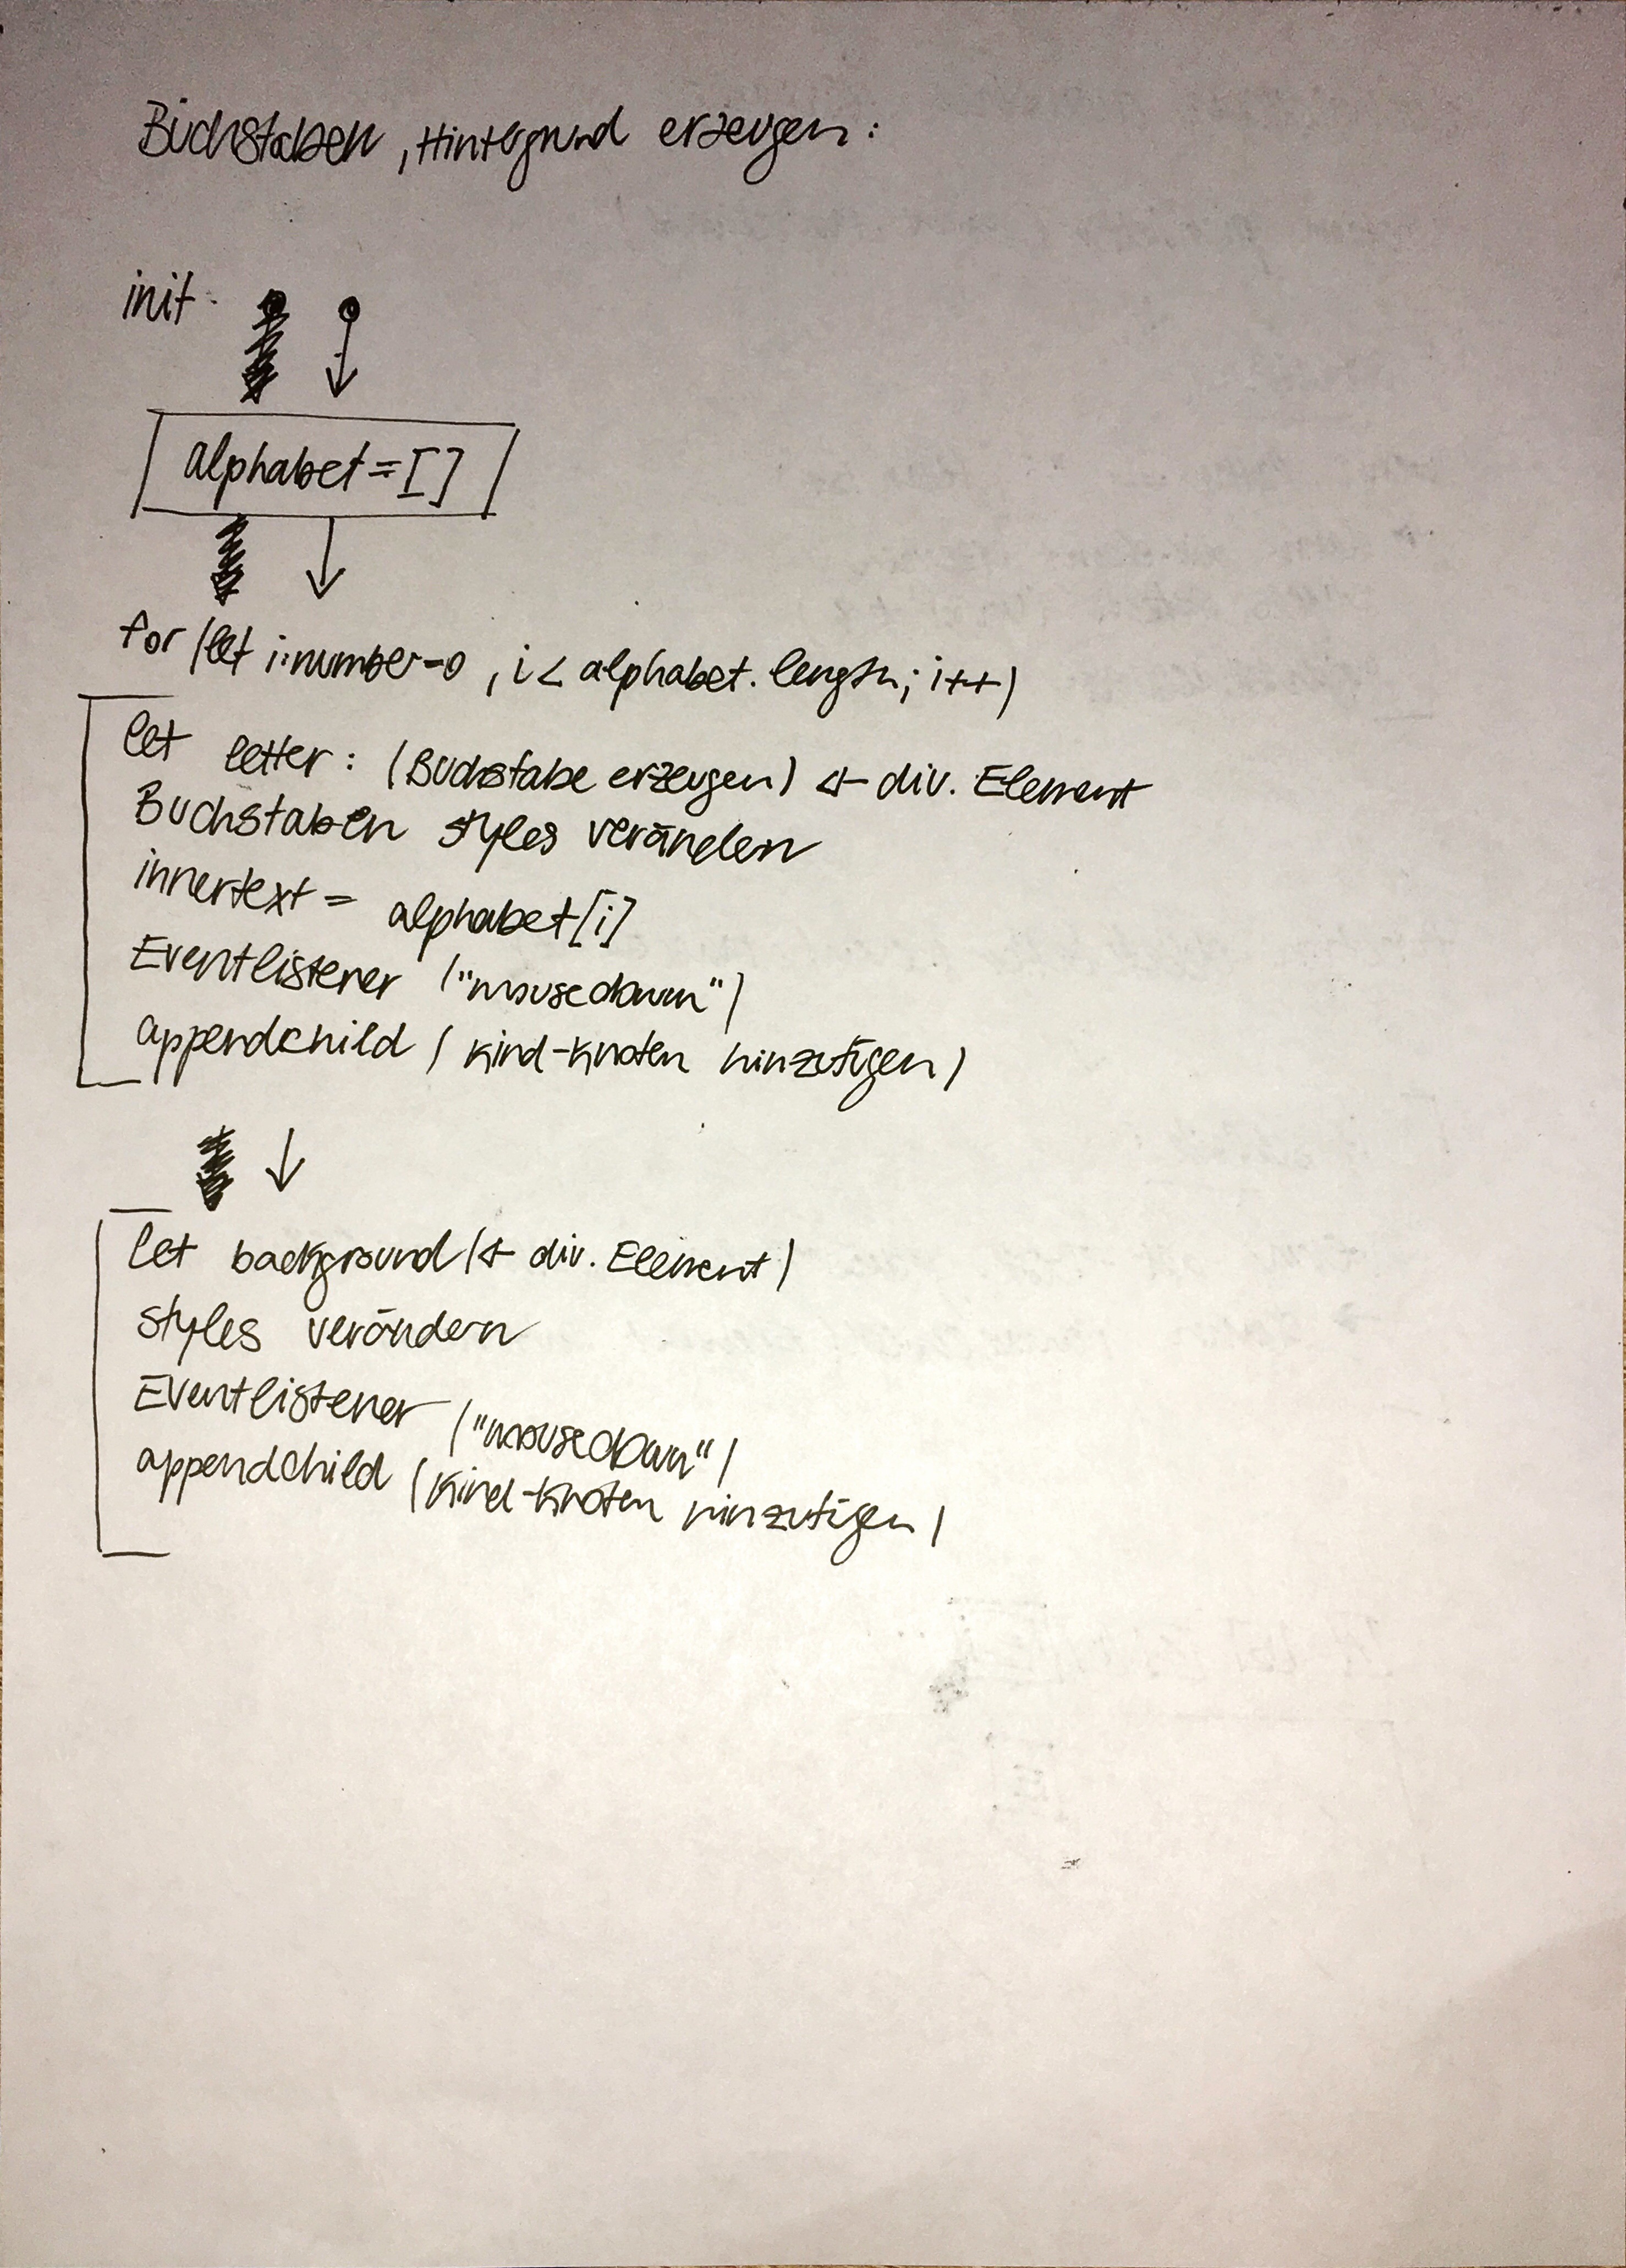 Buchstaben, Hintergrund erzeugen:
init
alphabet=[]
for (let i:number=0, i< alphabet.length; i++)
let letter: (Buchstabe erzeugen) ← div. Element
Buchstaben styles verändern
innertext = alphabet[i]
Eventlistener ("mousedown")
appendchild (Kind-Knoten hinzufügen)
let background (← div. Element)
styles verändern
Eventlistener ("mousedown")
appendchild (Kind-Knoten hinzufügen)